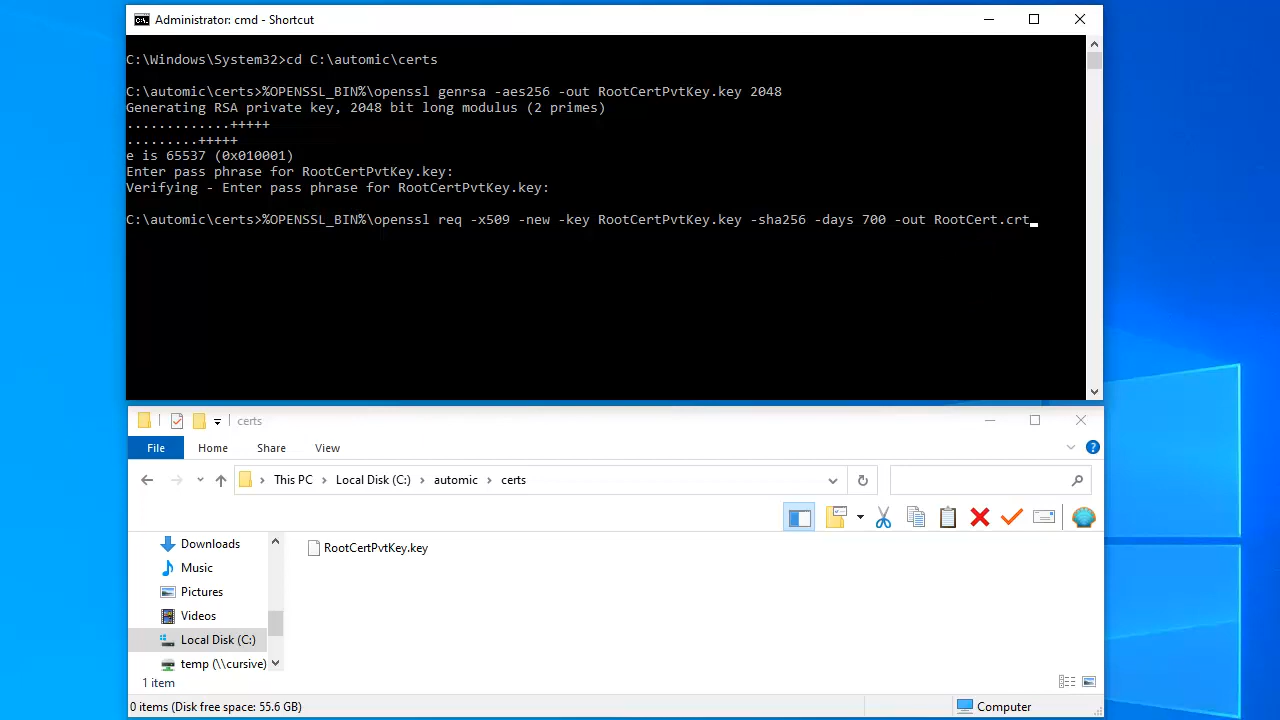 Administrator: cmd - Shortcut
C:\Windows\System32>cd C:\automic\certs
C:\automic\certs>%OPENSSL_BIN%\openssl genrsa -aes256 -out RootCertPvtKey.key 2048
Generating RSA private key, 2048 bit long modulus (2 primes)
.............+++++
.........+++++
e is 65537 (0x010001)
Enter pass phrase for RootCertPvtKey.key:
Verifying - Enter pass phrase for RootCertPvtKey.key:
C:\automic\certs>%OPENSSL_BIN%\openssl req -x509 -new -key RootCertPvtKey.key -sha256 -days 700 -out RootCert.crt
certs
File Home Share View
This PC > Local Disk (C:) > automic > certs
Downloads
Music
Pictures
Videos
Local Disk (C:)
temp (\\cursive)
RootCertPvtKey.key
1 item
0 items (Disk free space: 55.6 GB)
Computer